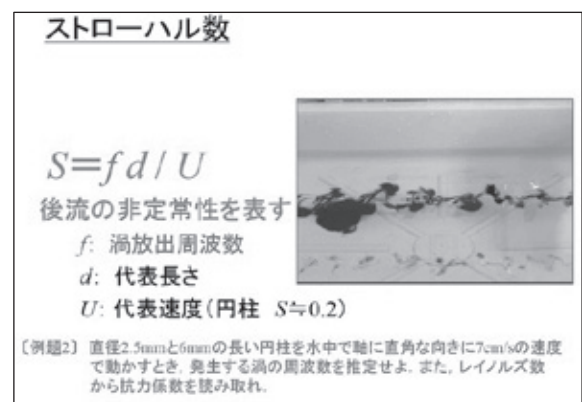 ストローハル数
S=fd/U
後流の非定常性を表す
f: 渦放出周波数
d: 代表長さ
U: 代表速度(円柱 S≒0.2)
〔例題2〕 直径2.5mmと6mmの長い円柱を水中で軸に直角な向きに7cm/sの速度
で動かすとき,発生する渦の周波数を推定せよ.また,レイノルズ数
から抗力係数を読み取れ.